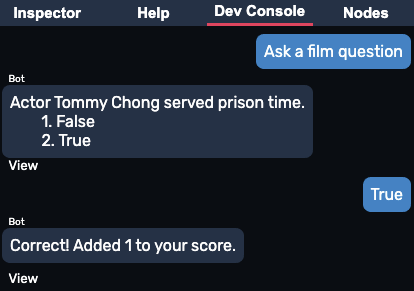 Inspector Help Dev Console Nodes
Ask a film question
Bot
Actor Tommy Chong served prison time.
1. False
2. True
View
True
Bot
Correct! Added 1 to your score.
View